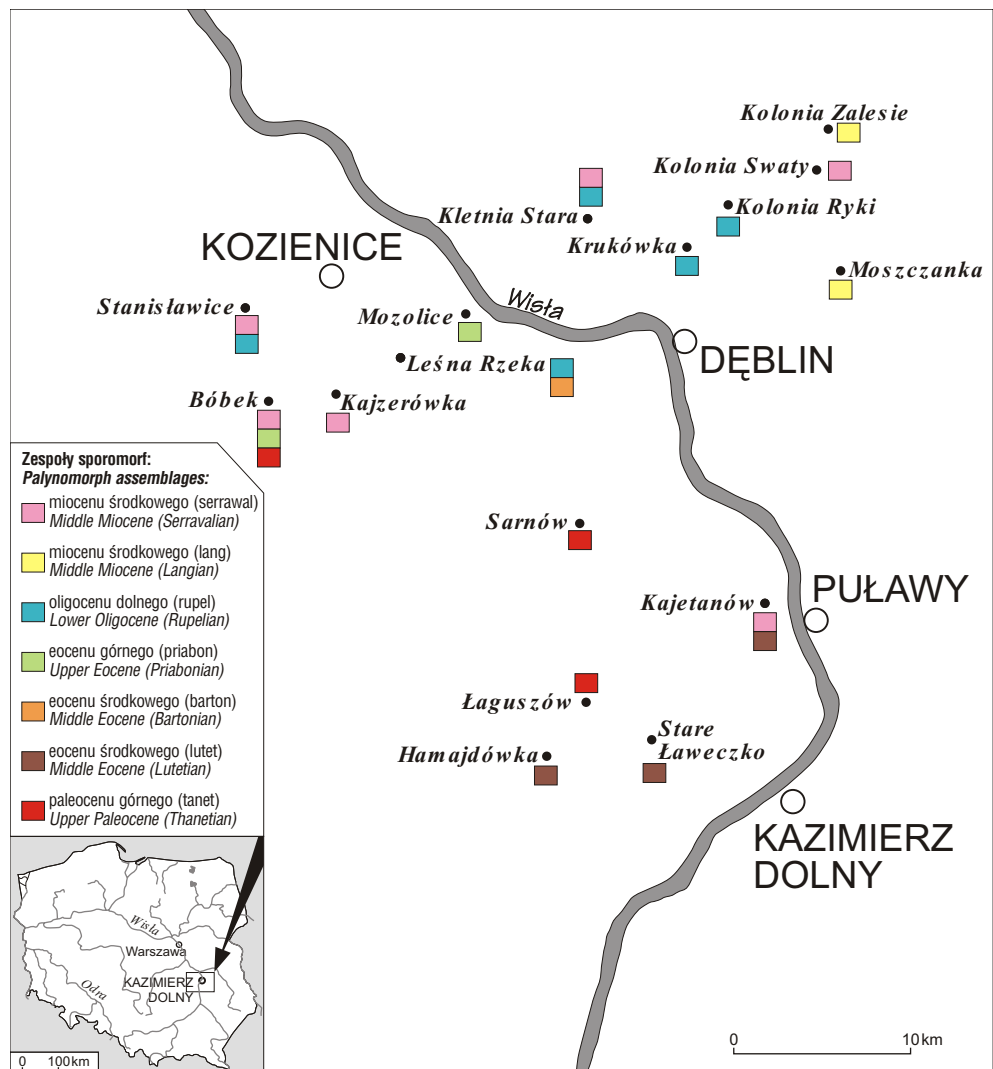 Kolonia Zalesie
Kolonia Swaty
Kolonia Ryki
Kletnia Stara
Krukówka
KOZIENICE
Moszczanka
Stanisławice
Mozolice
Wisła
Leśna Rzeka
DĘBLIN
Bóbek
Kajzerówka
Zespoły sporomorf:
Palynomorph assemblages:
miocenu środkowego (serrawal)
Middle Miocene (Serravalian)
miocenu środkowego (lang)
Middle Miocene (Langian)
oligocenu dolnego (rupel)
Lower Oligocene (Rupelian)
eocenu górnego (priabon)
Upper Eocene (Priabonian)
eocenu środkowego (barton)
Middle Eocene (Bartonian)
eocenu środkowego (lutet)
Middle Eocene (Lutetian)
paleocenu górnego (tanet)
Upper Paleocene (Thanetian)
Sarnów
Kajetanów
PUŁAWY
Łaguszów
Stare
Ławeczko
Hamajdówka
KAZIMIERZ
DOLNY
Wisła
Warszawa
KAZIMIERZ
DOLNY
Odra
0 100 km
0 10 km